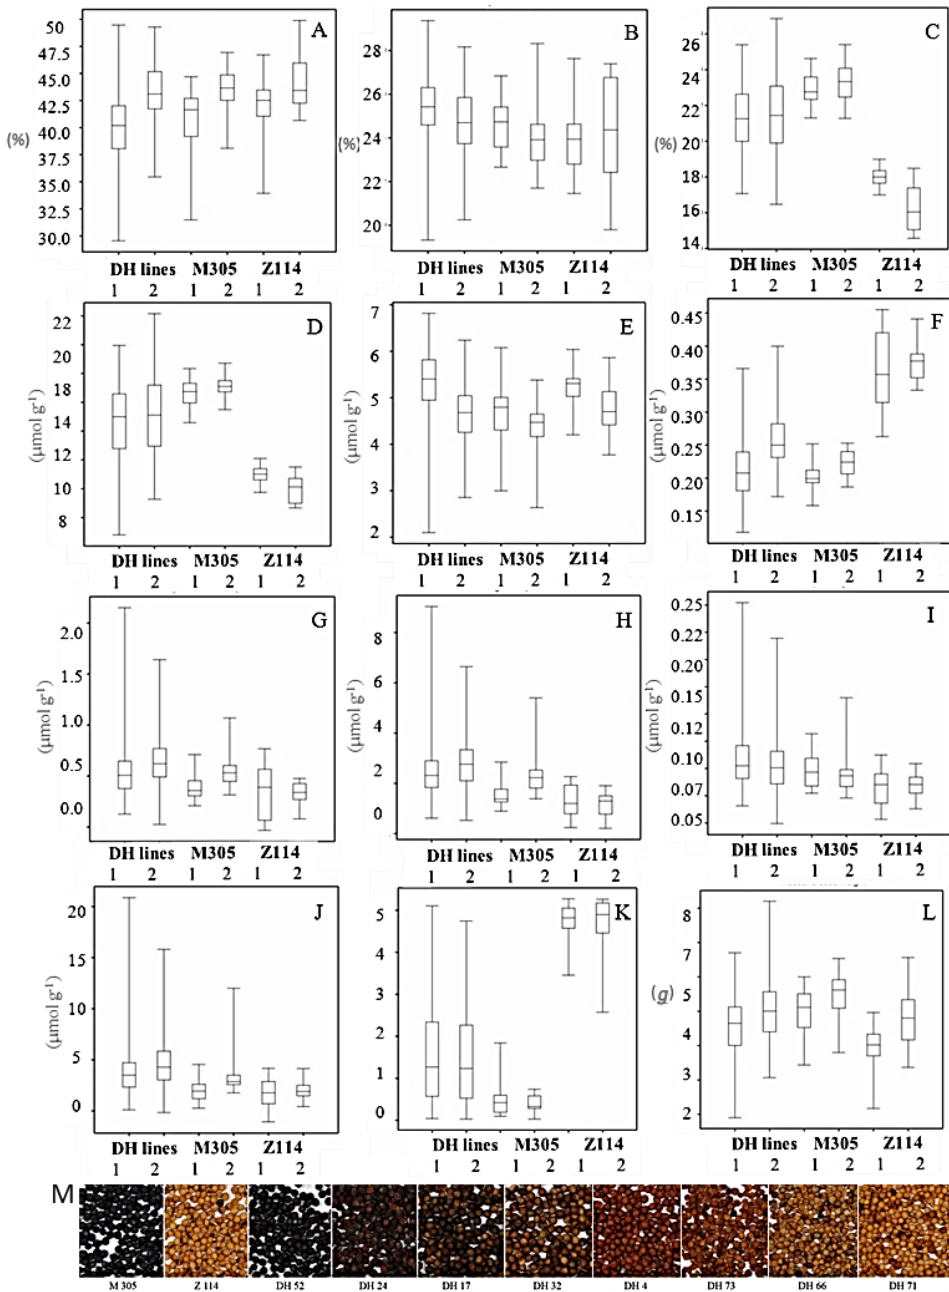 A
50
47.5
45.0
42.5
40.0
37.5
35.0
32.5
30.0
(%)
DH lines M305 Z114
1 2 1 2 1 2
B
28
26
24
22
20
(%)
DH lines M305 Z114
1 2 1 2 1 2
C
26
24
22
20
18
16
14
(%)
DH lines M305 Z114
1 2 1 2 1 2
D
22
20
18
16
14
12
10
8
(μmol g-1)
DH lines M305 Z114
1 2 1 2 1 2
E
7
6
5
4
3
2
(μmol g-1)
DH lines M305 Z114
1 2 1 2 1 2
F
0.45
0.40
0.35
0.30
0.25
0.20
0.15
(μmol g-1)
DH lines M305 Z114
1 2 1 2 1 2
G
2.0
1.5
1.0
0.5
0.0
(μmol g-1)
DH lines M305 Z114
1 2 1 2 1 2
H
8
6
4
2
0
(μmol g-1)
DH lines M305 Z114
1 2 1 2 1 2
I
0.25
0.22
0.20
0.15
0.12
0.10
0.07
0.05
(μmol g-1)
DH lines M305 Z114
1 2 1 2 1 2
J
20
15
10
5
0
(μmol g-1)
DH lines M305 Z114
1 2 1 2 1 2
K
5
4
3
2
1
0
DH lines M305 Z114
1 2 1 2 1 2
L
8
7
6
5
4
3
2
(g)
DH lines M305 Z114
1 2 1 2 1 2
M
M 305 Z 114 DH 52 DH 24 DH 17 DH 32 DH 4 DH 73 DH 66 DH 71